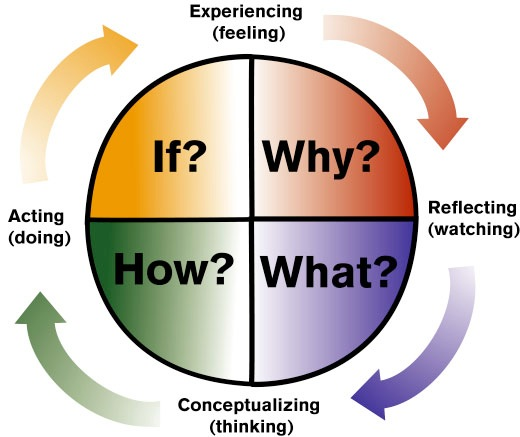 Experiencing
(feeling)
If?
Why?
Acting
(doing)
Reflecting
(watching)
How?
What?
Conceptualizing
(thinking)